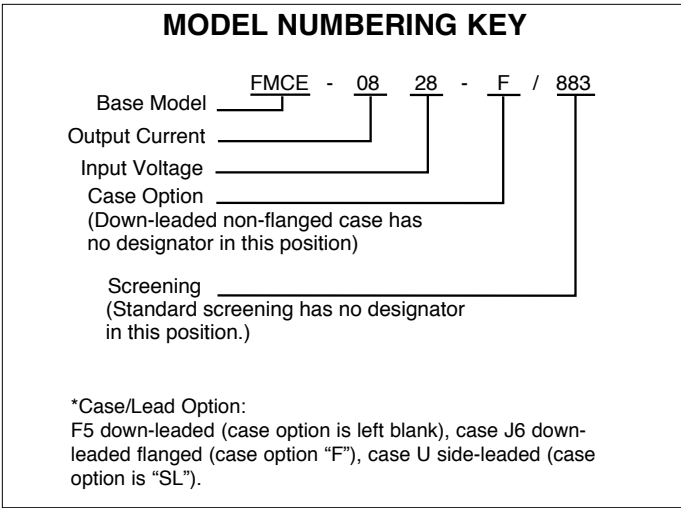 MODEL NUMBERING KEY
FMCE - 08 28 - F / 883
Base Model
Output Current
Input Voltage
Case Option
(Down-leaded non-flanged case has
no designator in this position)
Screening
(Standard screening has no designator
in this position.)
*Case/Lead Option:
F5 down-leaded (case option is left blank), case J6 down-
leaded flanged (case option “F”), case U side-leaded (case
option is “SL”).